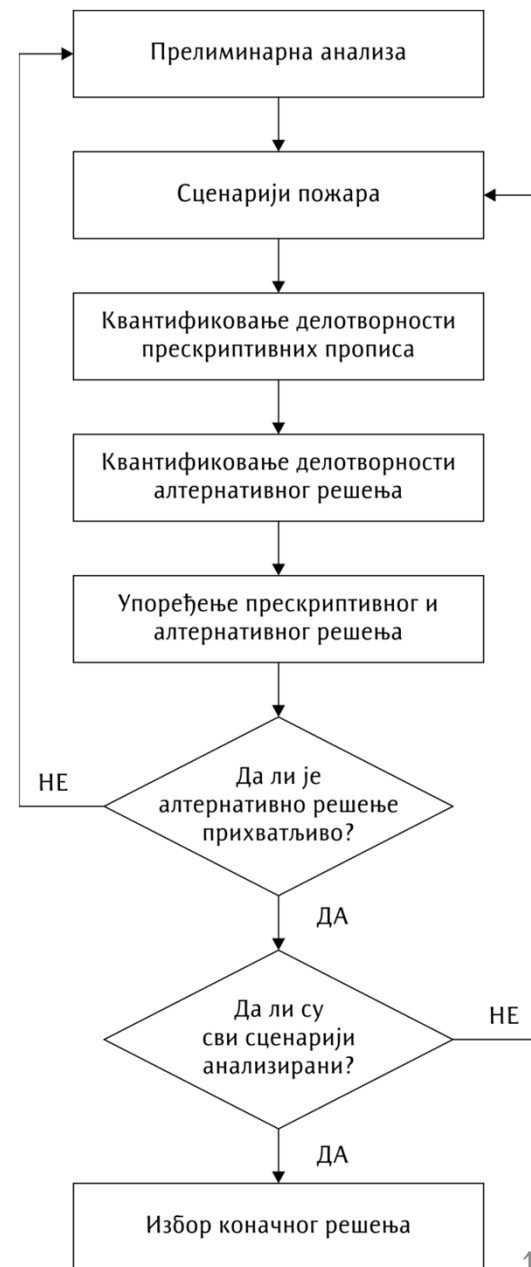 Прелиминарна анализа
Сценарији пожара
Квантификовање делотворности
прескриптивних прописа
Квантификовање делотворности
алтернативног решења
Упоређење прескриптивног и
алтернативног решења
Да ли је
алтернативно решење
прихватљиво?
НЕ
ДА
Да ли су
сви сценарији
анализирани?
НЕ
ДА
Избор коначног решења
1